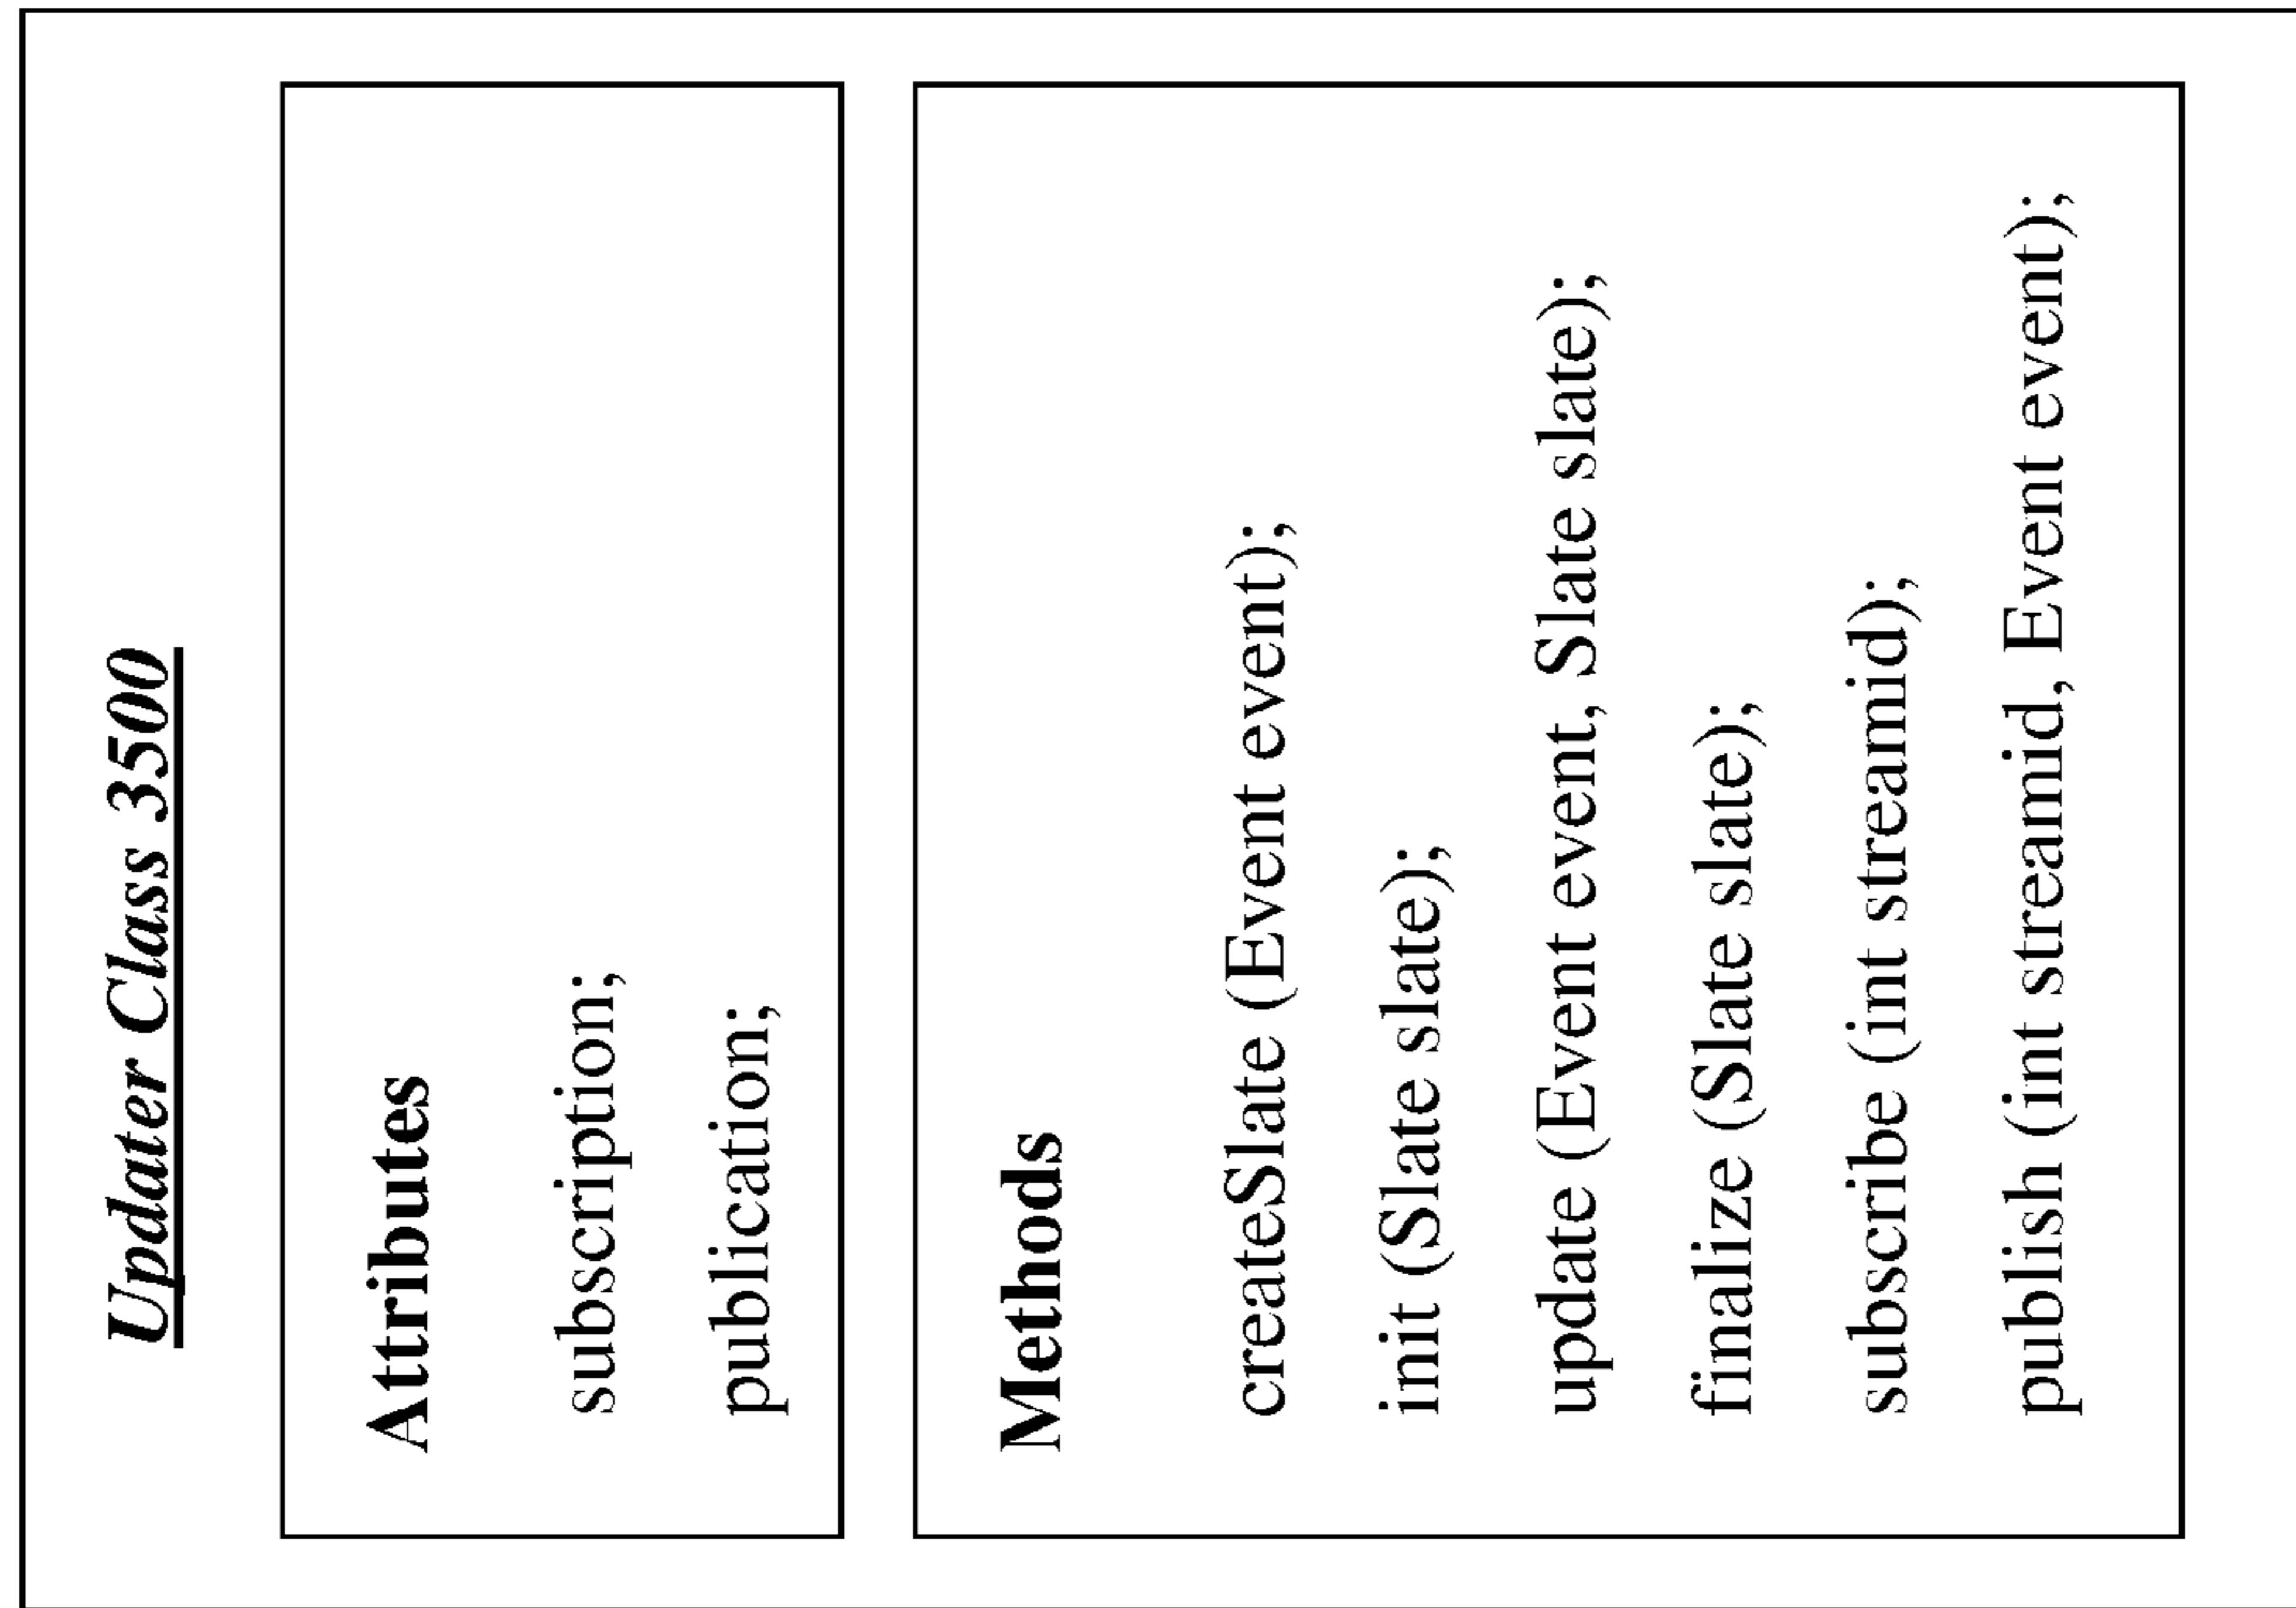 Updater Class 3500
Attributes
subscription;
publication;
Methods
createSlate (Event event);
init (Slate slate);
update (Event event, Slate slate);
finalize (Slate slate);
subscribe (int streamid);
publish (int streamid, Event event);